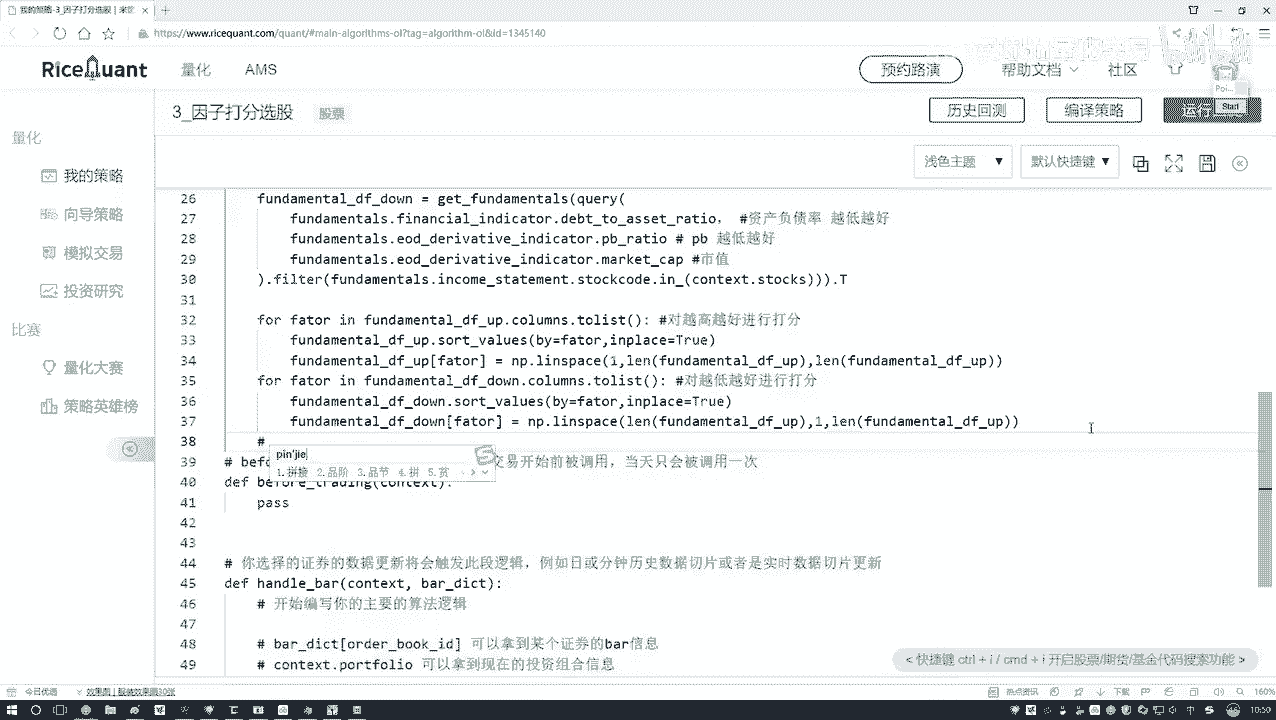 我的策略-3_因子打分选股 | 米筐
https://www.ricequant.com/quant/#main-algorithms-ol?tag=algorithm-ol&id=1345140
RiceQuant 量化 AMS 预约路演 帮助文档 社区
Poi...
Start
3_因子打分选股 股票 历史回测 编译策略
量化
浅色主题 ▼ 默认快捷键 ▼
我的策略
向导策略
模拟交易
投资研究
比赛
量化大赛
策略英雄榜
26 fundamental_df_down = get_fundamentals(query(
27 fundamentals.financial_indicator.debt_to_asset_ratio, #资产负债率 越低越好
28 fundamentals.eod_derivative_indicator.pb_ratio # pb 越低越好
29 fundamentals.eod_derivative_indicator.market_cap #市值
30 ).filter(fundamentals.income_statement.stockcode.in_(context.stocks))).T
31
32 for fator in fundamental_df_up.columns.tolist(): #对越高越好进行打分
33 fundamental_df_up.sort_values(by=fator,inplace=True)
34 fundamental_df_up[fator] = np.linspace(1,len(fundamental_df_up),len(fundamental_df_up))
35 for fator in fundamental_df_down.columns.tolist(): #对越低越好进行打分
36 fundamental_df_down.sort_values(by=fator,inplace=True)
37 fundamental_df_down[fator] = np.linspace(len(fundamental_df_up),1,len(fundamental_df_up))
38 #
pin'jie
1.拼接 2.品阶 3.品节 4.拼 5.贫
39 # befo 交易开始前被调用，当天只会被调用一次
40 def before_trading(context):
41 pass
42
43
44 # 你选择的证券的数据更新将会触发此段逻辑，例如日或分钟历史数据切片或者是实时数据切片更新
45 def handle_bar(context, bar_dict):
46 # 开始编写你的主要的算法逻辑
47
48 # bar_dict[order_book_id] 可以拿到某个证券的bar信息
49 # context.portfolio 可以拿到现在的投资组合信息
< 快捷键 ctrl + i / cmd + i 开启股票/期货/基金代码搜索功能 >
今日优选 热点资讯 下载 160%
中 10:50